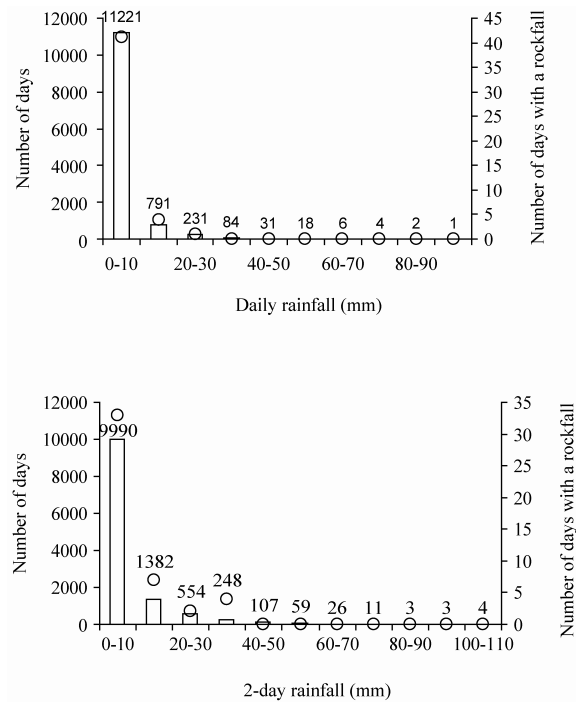 12000 11221 45
10000 40
35
8000 30
6000 25
20
4000 15
2000 791 10
231 84 31 18 6 4 2 1 5
0 0
0-10 20-30 40-50 60-70 80-90
Daily rainfall (mm)
Number of days
Number of days with a rockfall
12000 35
10000 9990 30
8000 25
6000 20
15
4000 10
2000 1382 554 248 5
107 59 26 11 3 3 4
0 0
0-10 20-30 40-50 60-70 80-90 100-110
2-day rainfall (mm)
Number of days
Number of days with a rockfall